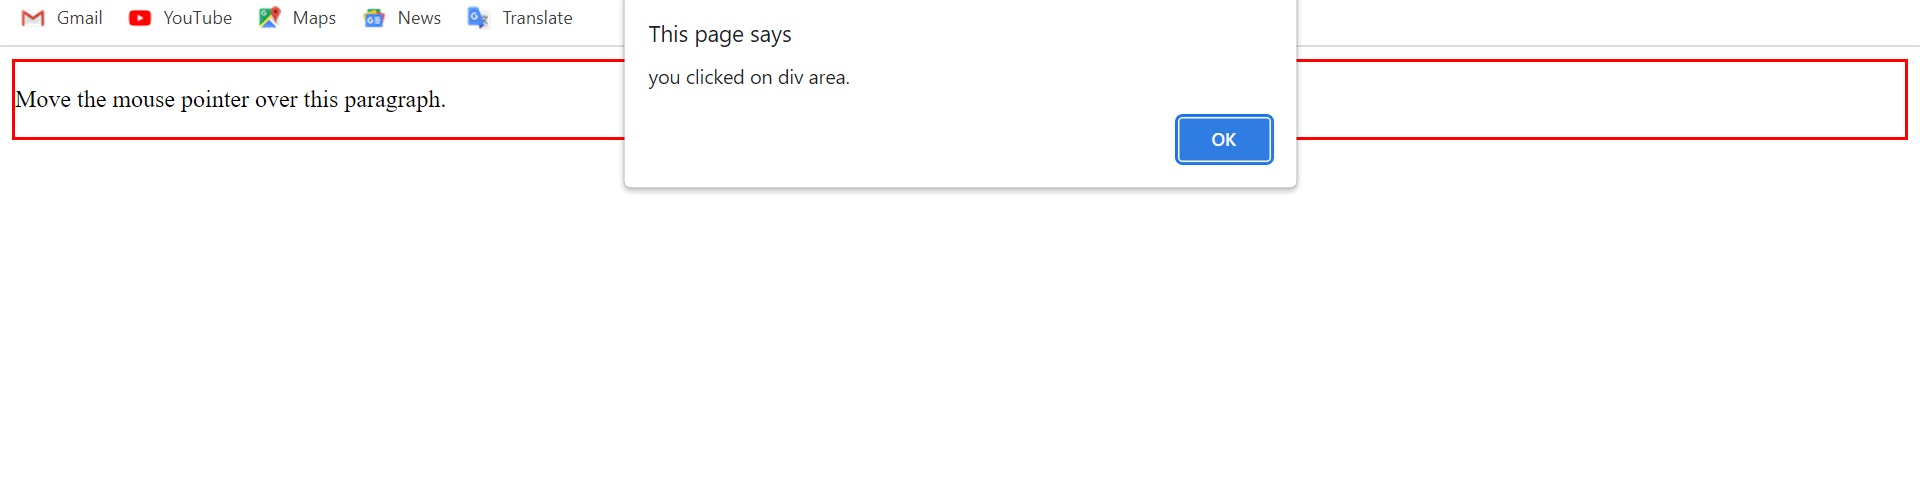 Gmail YouTube Maps News Translate
This page says
you clicked on div area.
OK
Move the mouse pointer over this paragraph.